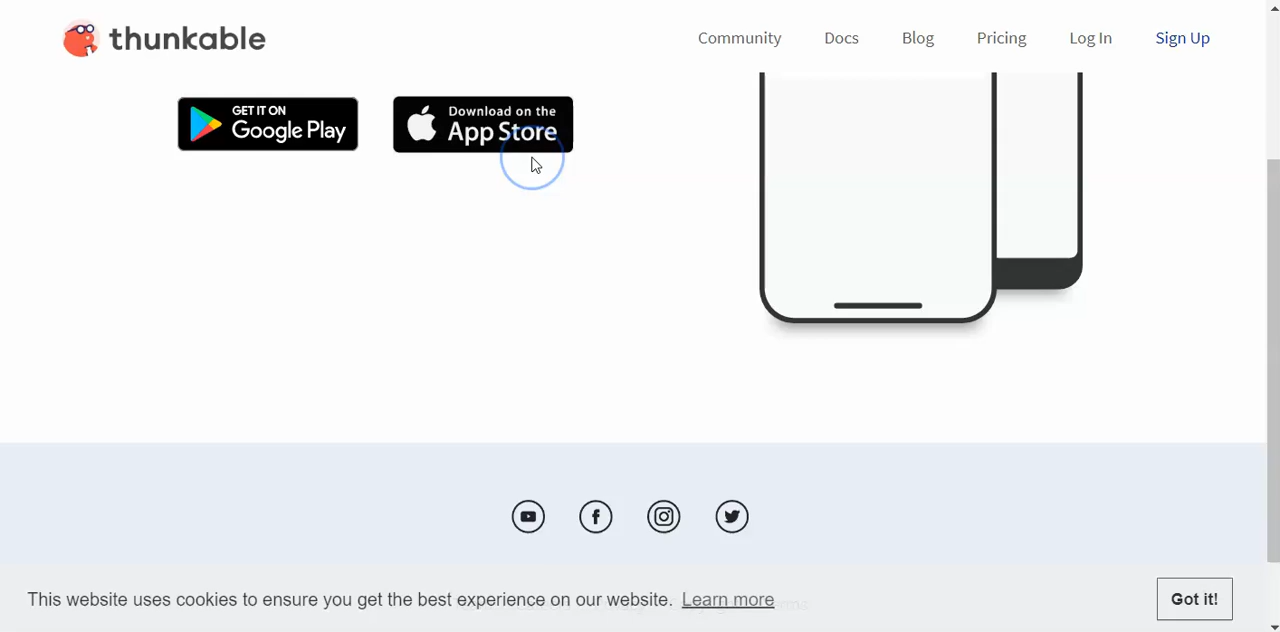 thunkable
Community Docs Blog Pricing Log In Sign Up
GET IT ON
Google Play
Download on the
App Store
This website uses cookies to ensure you get the best experience on our website. Learn more
Got it!